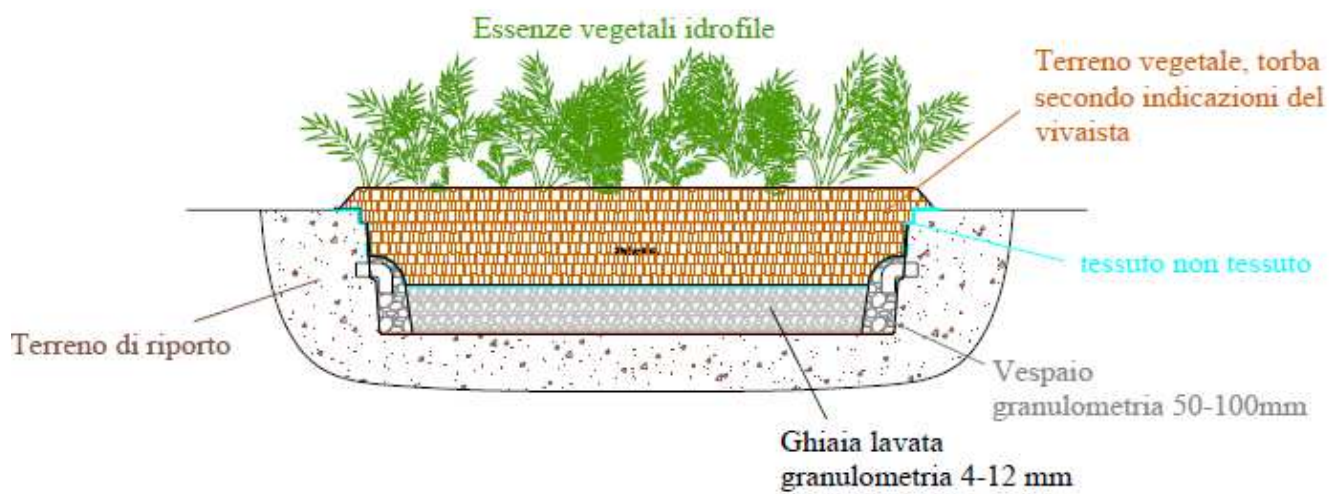 Essenze vegetali idrofile
Terreno vegetale, torba
secondo indicazioni del
vivaista
tessuto non tessuto
Terreno di riporto
Vespaio
granulometria 50-100mm
Ghiaia lavata
granulometria 4-12 mm